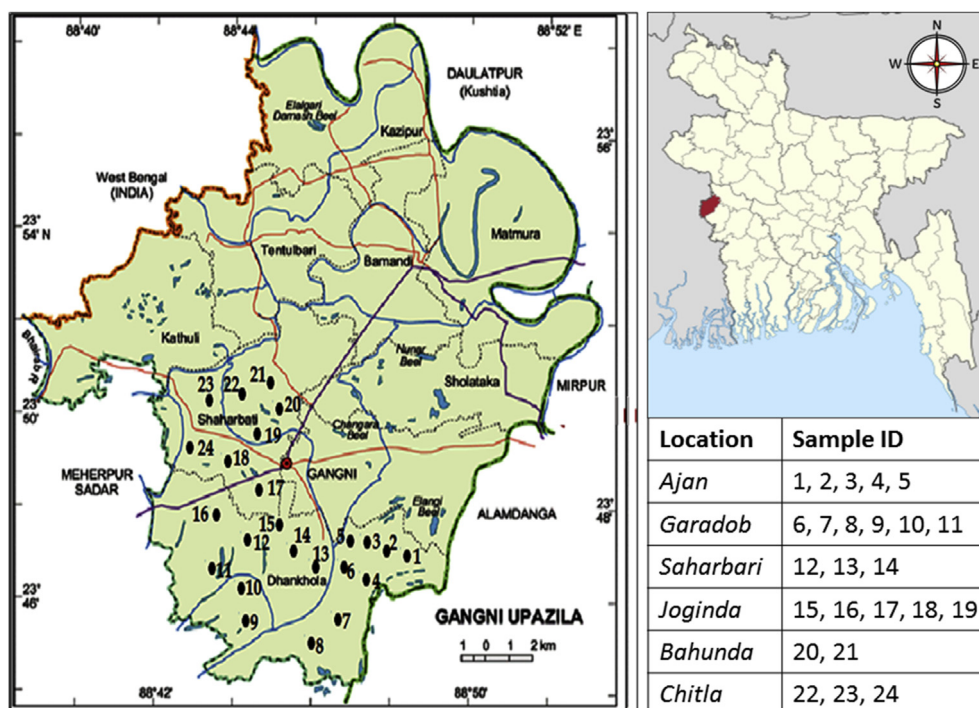 88°40' 88°44' 88°52' E
DAULATPUR
(Kushtia)
Elalgari
Damash Beel
Kazipur
23°
58'
West Bengal
(INDIA)
23°
54' N
Tentulbari
Bamandi
Matmura
Bhairab R
Kathuli
Nunar
Beel
Sholataka
MIRPUR
23°
50'
23 22 21
20
Shaharbati
19
Changara
Beel
24
18
GANGNI
MEHERPUR
SADAR
17
Elangi
Beel
ALAMDANGA
23°
48'
16
15
12 14 13 5 3 2 1
11 Dhankhola 6 4
23°
46'
10
9 7
8
GANGNI UPAZILA
1 0 1 2 km
88°42' 88°50'
N
W E
S
Location Sample ID
Ajan 1, 2, 3, 4, 5
Garadob 6, 7, 8, 9, 10, 11
Saharbari 12, 13, 14
Joginda 15, 16, 17, 18, 19
Bahunda 20, 21
Chitla 22, 23, 24